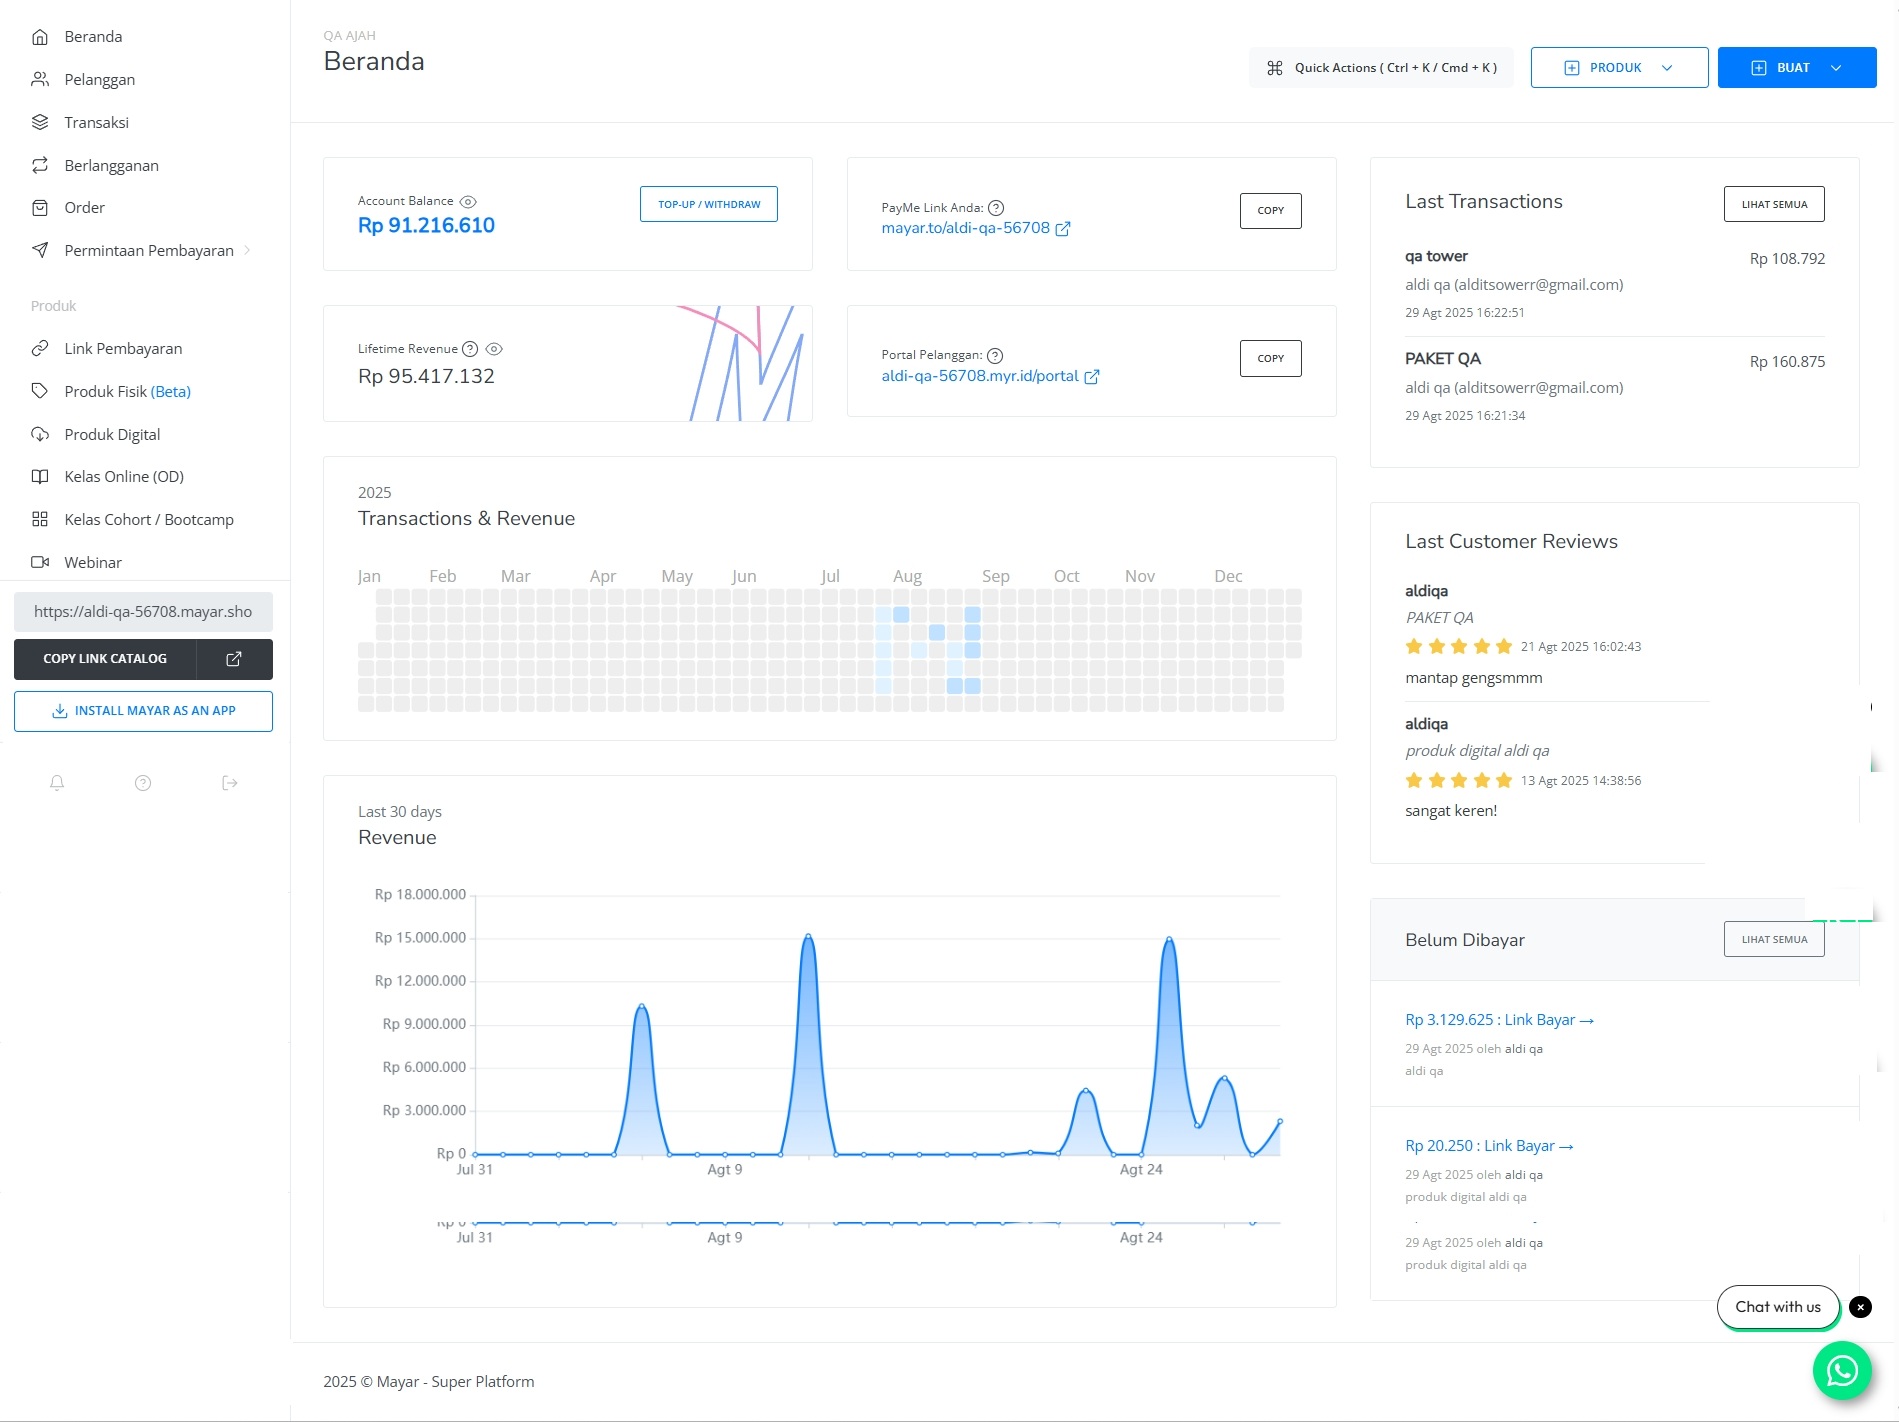 Beranda
Pelanggan
Transaksi
Berlangganan
Order
Permintaan Pembayaran
Produk
Link Pembayaran
Produk Fisik (Beta)
Produk Digital
Kelas Online (OD)
Kelas Cohort / Bootcamp
Webinar
https://aldi-qa-56708.mayar.sho
COPY LINK CATALOG
INSTALL MAYAR AS AN APP
QA AJAH
Beranda
Quick Actions ( Ctrl + K / Cmd + K )
PRODUK
BUAT
Account Balance
Rp 91.216.610
TOP-UP / WITHDRAW
PayMe Link Anda:
mayar.to/aldi-qa-56708
COPY
Lifetime Revenue
Rp 95.417.132
Portal Pelanggan:
aldi-qa-56708.myr.id/portal
COPY
2025
Transactions & Revenue
Jan Feb Mar Apr May Jun Jul Aug Sep Oct Nov Dec
Last 30 days
Revenue
Rp 18.000.000
Rp 15.000.000
Rp 12.000.000
Rp 9.000.000
Rp 6.000.000
Rp 3.000.000
Rp 0
Jul 31 Agt 9 Agt 24
Rp 0
Jul 31 Agt 9 Agt 24
Last Transactions
LIHAT SEMUA
qa tower
Rp 108.792
aldi qa (alditsowerr@gmail.com)
29 Agt 2025 16:22:51
PAKET QA
Rp 160.875
aldi qa (alditsowerr@gmail.com)
29 Agt 2025 16:21:34
Last Customer Reviews
aldiqa
PAKET QA
21 Agt 2025 16:02:43
mantap gengsmmm
aldiqa
produk digital aldi qa
13 Agt 2025 14:38:56
sangat keren!
Belum Dibayar
LIHAT SEMUA
Rp 3.129.625 : Link Bayar →
29 Agt 2025 oleh aldi qa
aldi qa
Rp 20.250 : Link Bayar →
29 Agt 2025 oleh aldi qa
produk digital aldi qa
29 Agt 2025 oleh aldi qa
produk digital aldi qa
Chat with us
2025 © Mayar - Super Platform